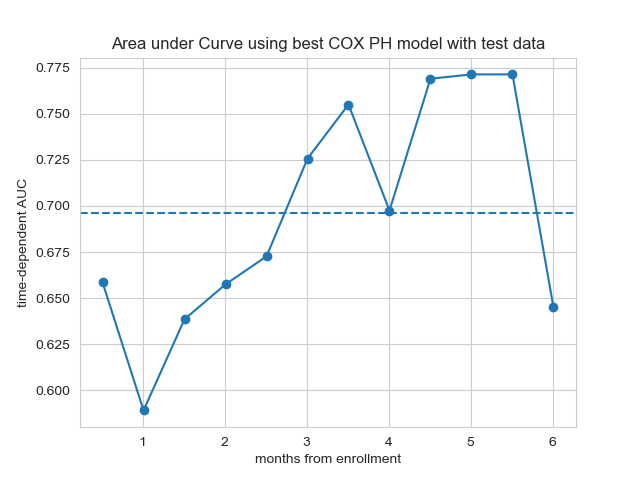 Area under Curve using best COX PH model with test data
time-dependent AUC
0.775
0.750
0.725
0.700
0.675
0.650
0.625
0.600
1 2 3 4 5 6
months from enrollment